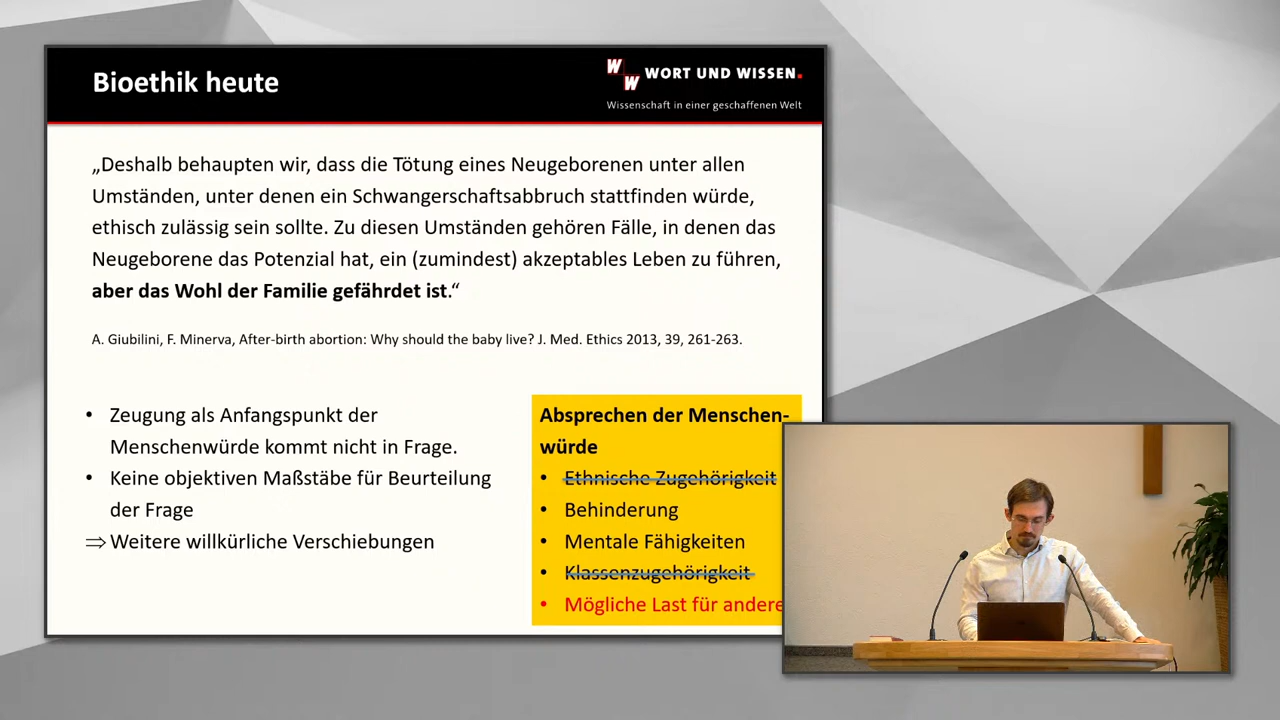 Bioethik heute
W
W WORT UND WISSEN.
Wissenschaft in einer geschaffenen Welt
„Deshalb behaupten wir, dass die Tötung eines Neugeborenen unter allen
Umständen, unter denen ein Schwangerschaftsabbruch stattfinden würde,
ethisch zulässig sein sollte. Zu diesen Umständen gehören Fälle, in denen das
Neugeborene das Potenzial hat, ein (zumindest) akzeptables Leben zu führen,
aber das Wohl der Familie gefährdet ist.“
A. Giubilini, F. Minerva, After-birth abortion: Why should the baby live? J. Med. Ethics 2013, 39, 261-263.
• Zeugung als Anfangspunkt der
Menschenwürde kommt nicht in Frage.
• Keine objektiven Maßstäbe für Beurteilung
der Frage
⇒ Weitere willkürliche Verschiebungen
Absprechen der Menschen-
würde
• Ethnische Zugehörigkeit
• Behinderung
• Mentale Fähigkeiten
• Klassenzugehörigkeit
• Mögliche Last für andere